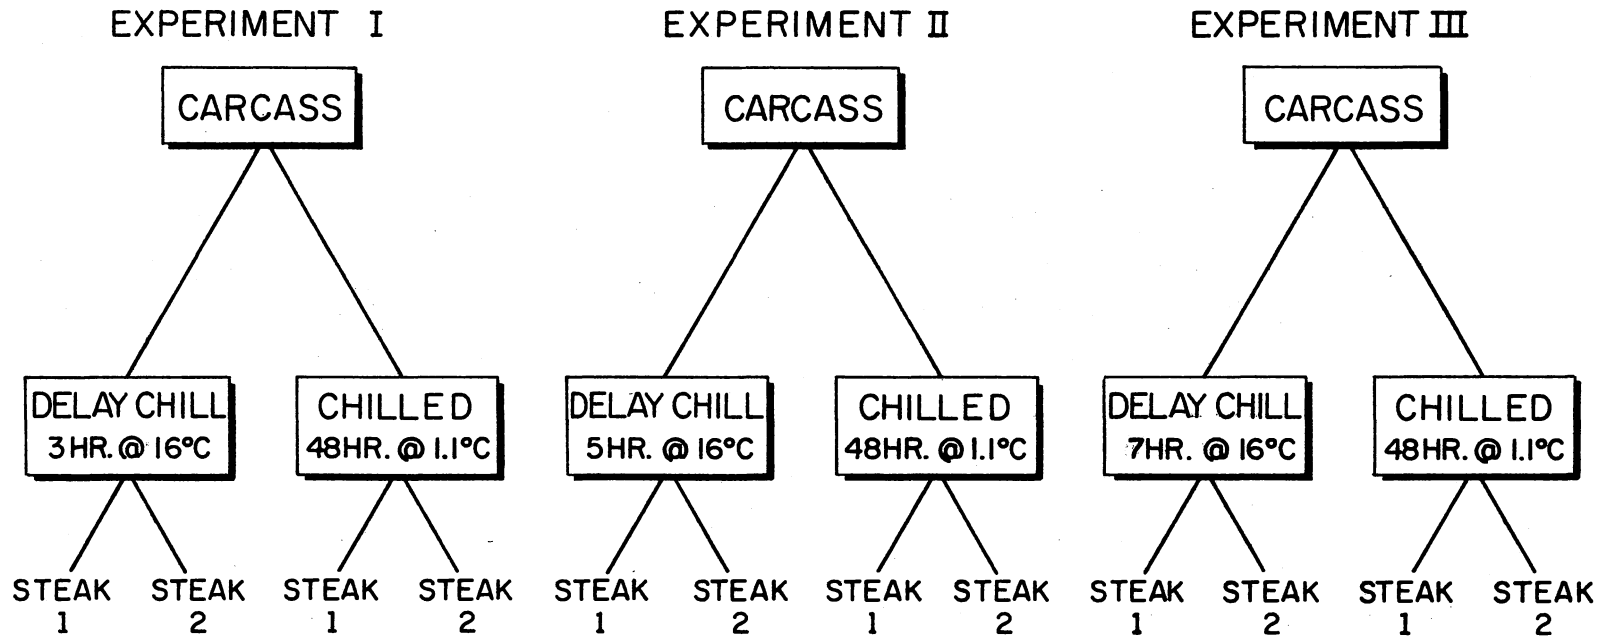 EXPERIMENT I
CARCASS
DELAY CHILL
3 HR. @ 16°C
CHILLED
48HR. @ 1.1°C
STEAK
1
STEAK
2
STEAK
1
STEAK
2
EXPERIMENT II
CARCASS
DELAY CHILL
5HR. @ 16°C
CHILLED
48HR. @ 1.1°C
STEAK
1
STEAK
2
STEAK
1
STEAK
2
EXPERIMENT III
CARCASS
DELAY CHILL
7HR. @ 16°C
CHILLED
48HR. @ 1.1°C
STEAK
1
STEAK
2
STEAK
1
STEAK
2